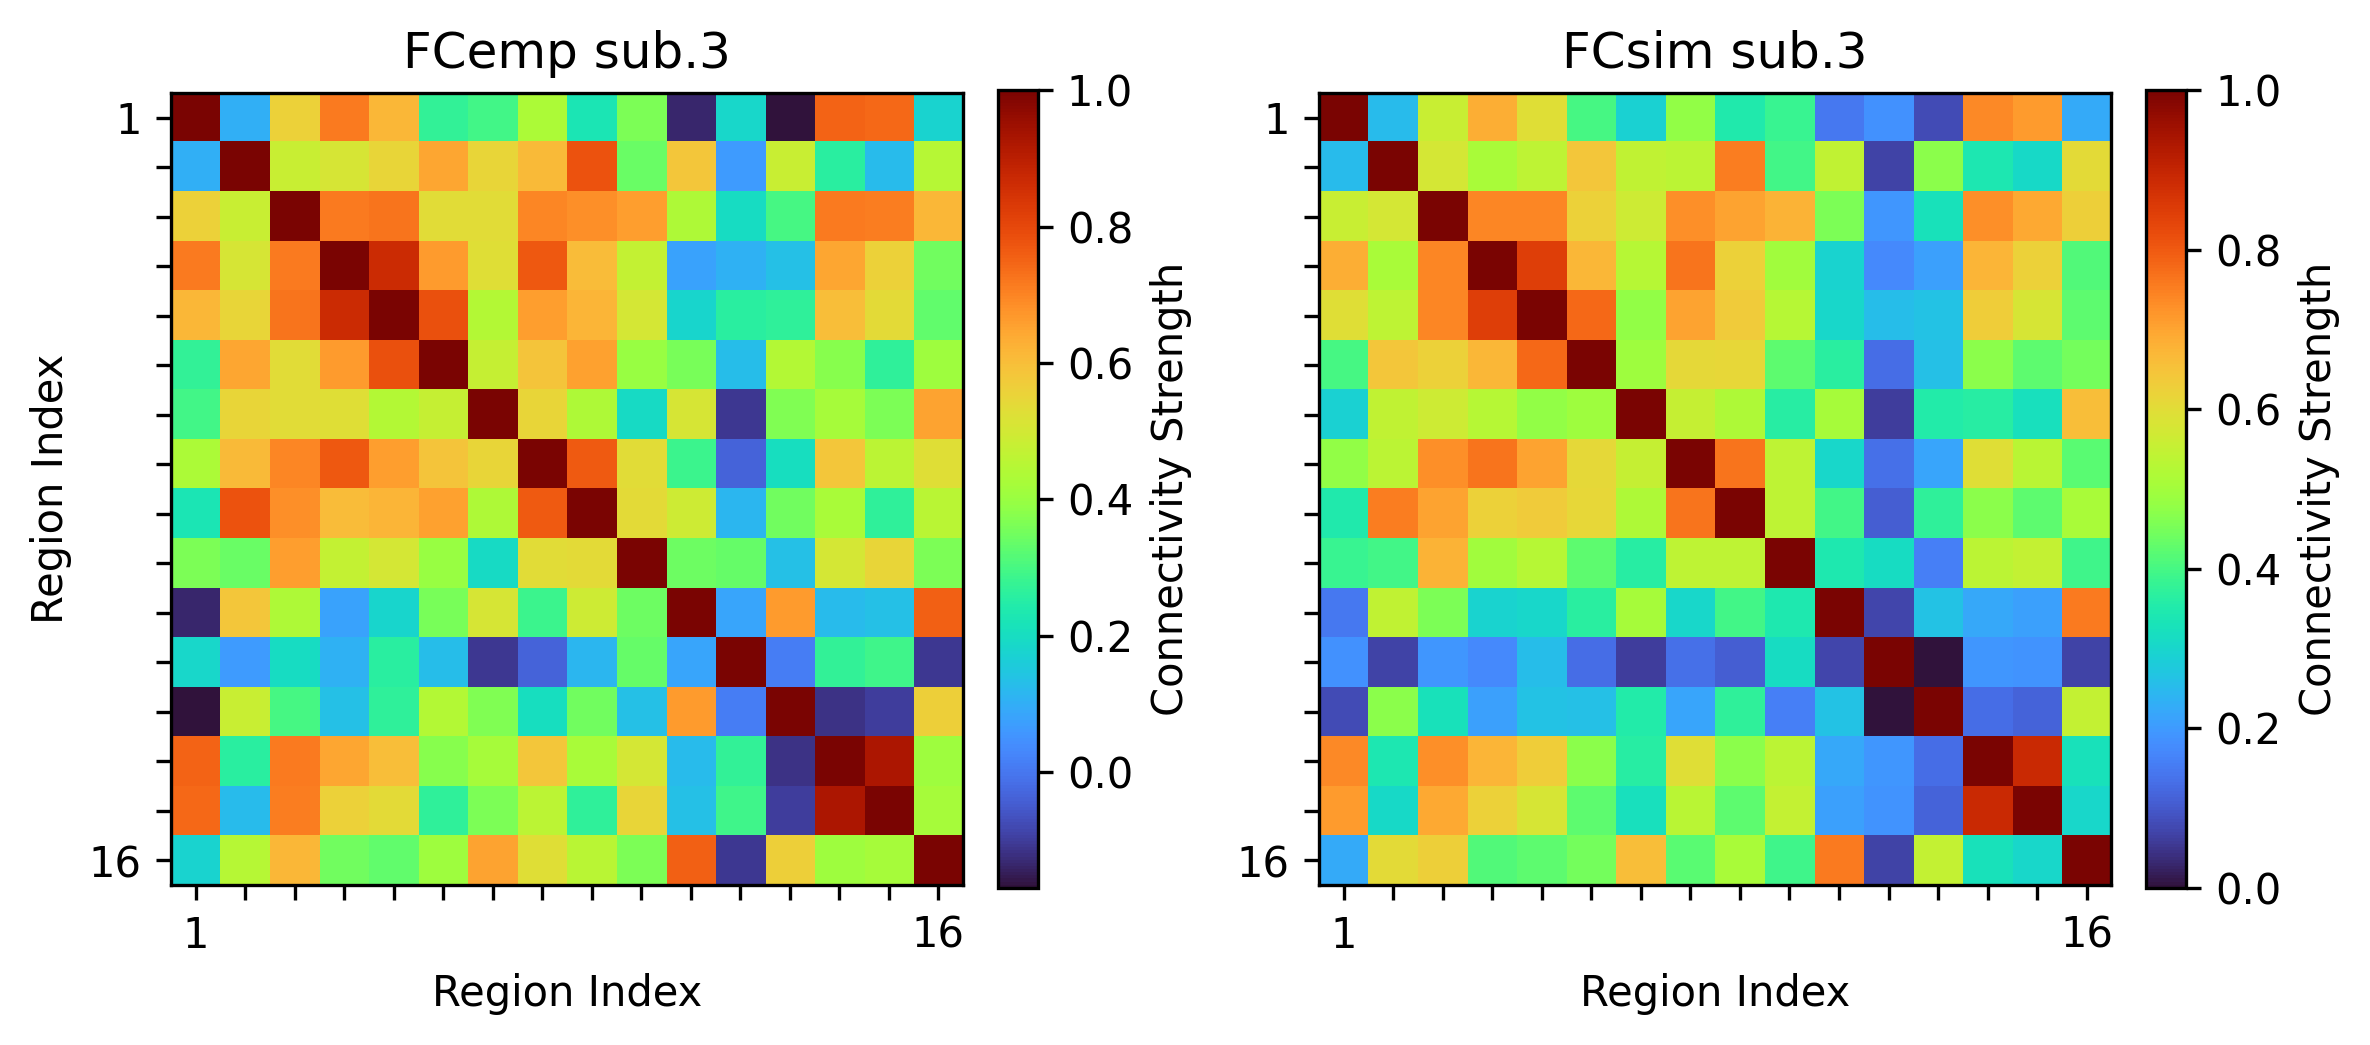 FCemp sub.3
1
16
1
16
Region Index
Region Index
1.0
0.8
0.6
0.4
0.2
0.0
Connectivity Strength
FCsim sub.3
1
16
1
16
Region Index
1.0
0.8
0.6
0.4
0.2
0.0
Connectivity Strength